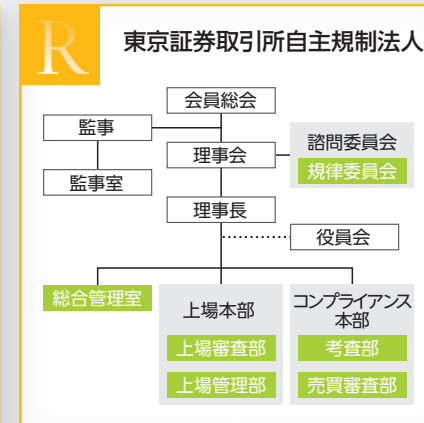 R
東京証券取引所自主規制法人
会員総会
監事
諮問委員会
理事会
規律委員会
監事室
理事長
役員会
総合管理室
上場本部
コンプライアンス
本部
上場審査部
考査部
上場管理部
売買審査部